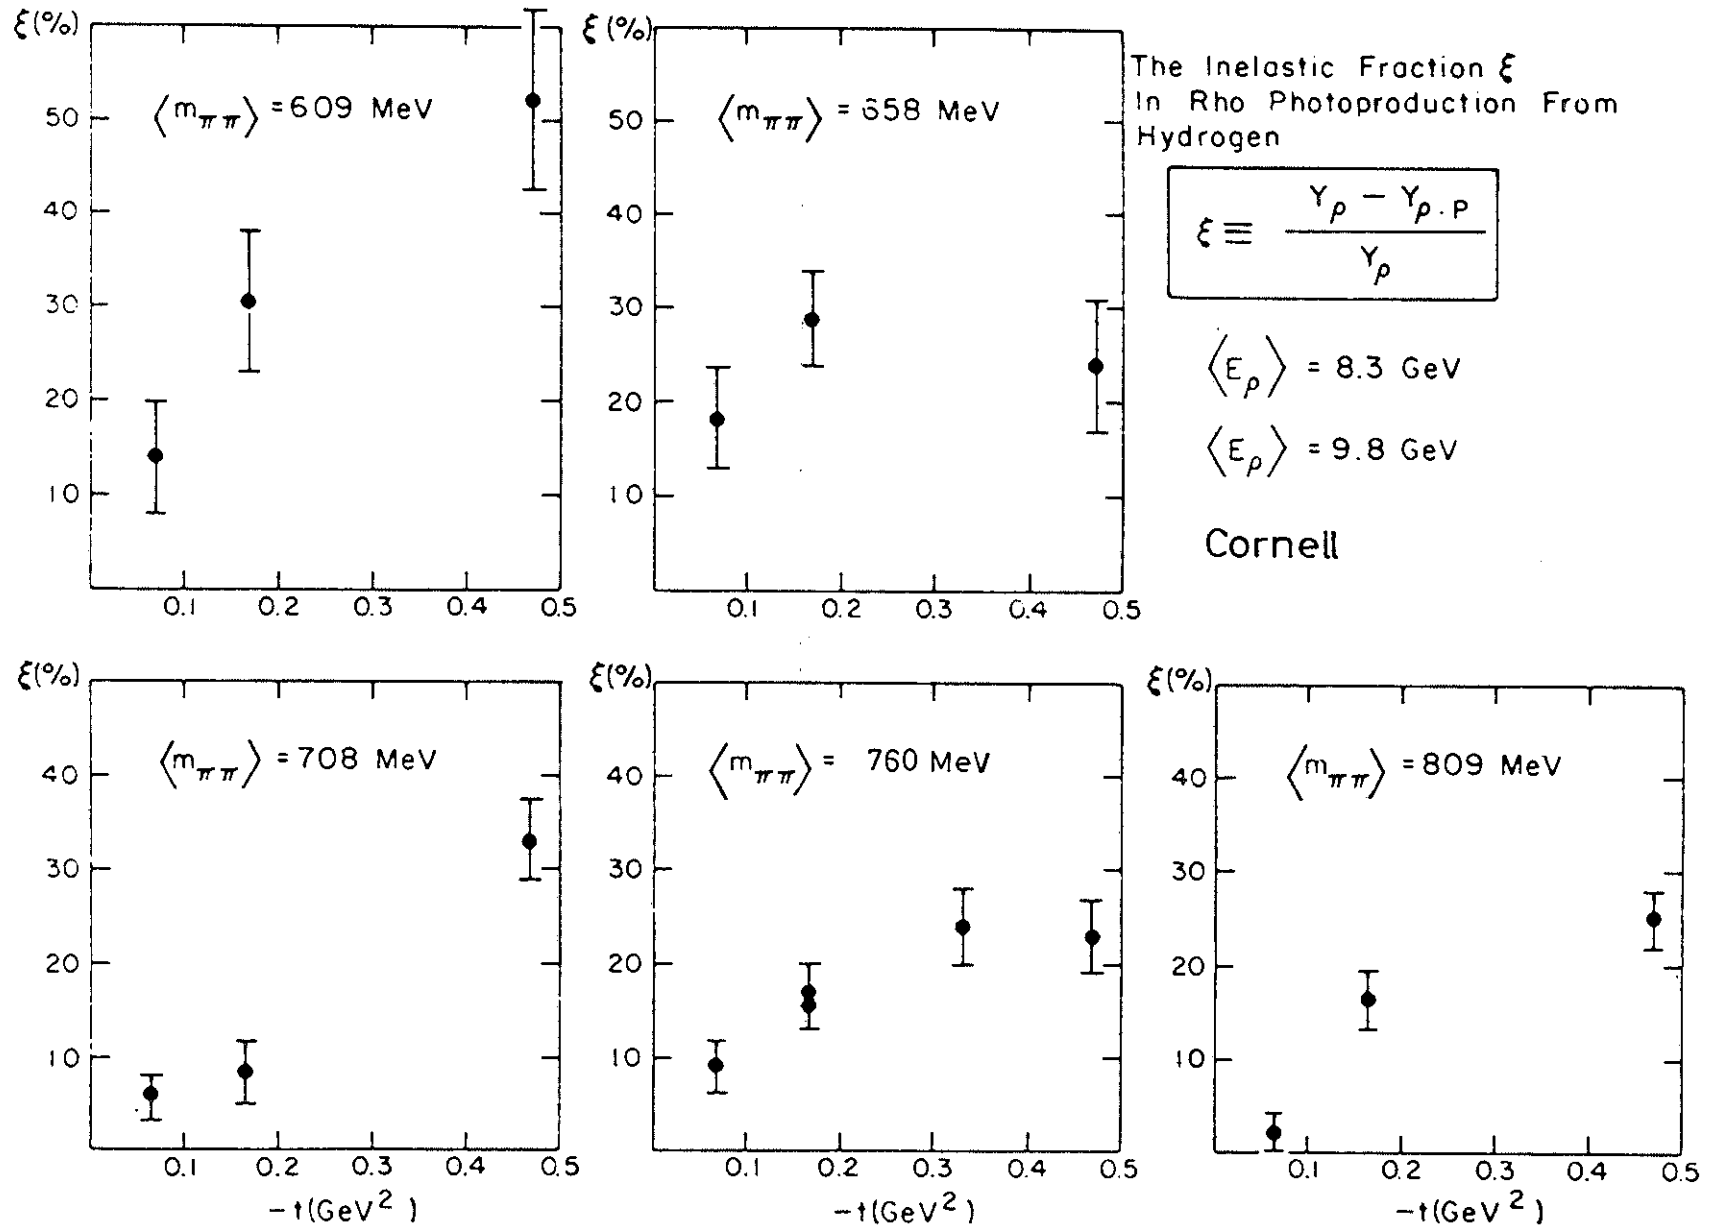 ξ(%)
50
40
30
20
10
⟨mππ⟩ = 609 MeV
0.1 0.2 0.3 0.4 0.5
ξ(%)
50
40
30
20
10
⟨mππ⟩ = 658 MeV
0.1 0.2 0.3 0.4 0.5
The Inelastic Fraction ξ
In Rho Photoproduction From
Hydrogen
ξ ≡ (Yρ − Yρ·P) / Yρ
⟨Eρ⟩ = 8.3 GeV
⟨Eρ⟩ = 9.8 GeV
Cornell
ξ(%)
40
30
20
10
⟨mππ⟩ = 708 MeV
0.1 0.2 0.3 0.4 0.5
−t(GeV²)
ξ(%)
40
30
20
10
⟨mππ⟩ = 760 MeV
0.1 0.2 0.3 0.4 0.5
−t(GeV²)
ξ(%)
40
30
20
10
⟨mππ⟩ = 809 MeV
0.1 0.2 0.3 0.4 0.5
−t(GeV²)